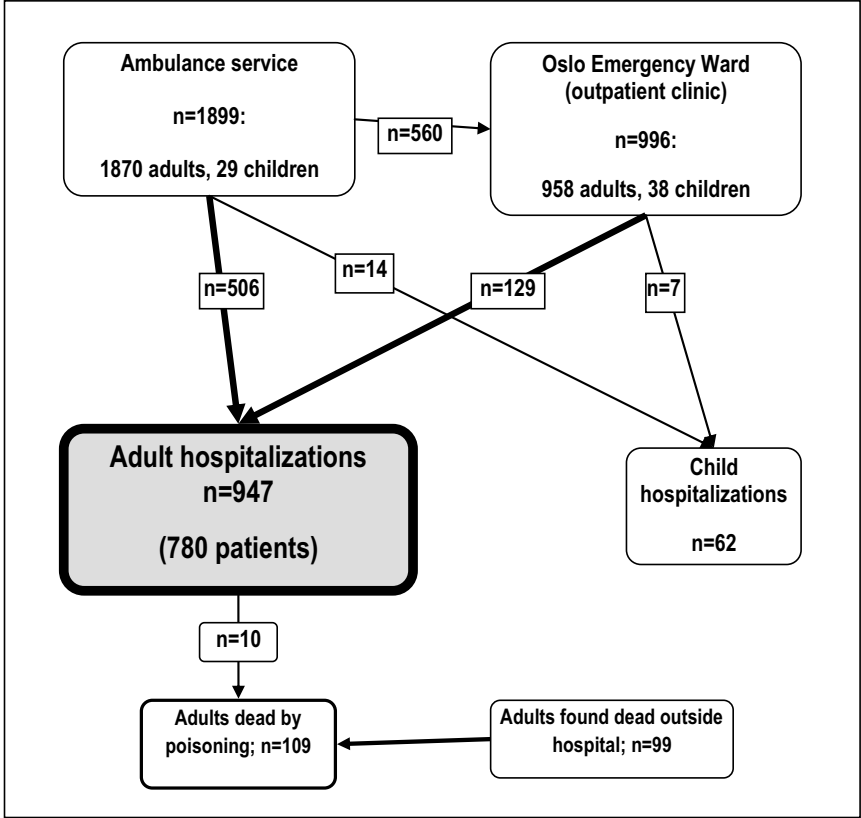 Ambulance service
n=1899:
1870 adults, 29 children
Oslo Emergency Ward
(outpatient clinic)
n=996:
958 adults, 38 children
n=560
n=506
n=14
n=129
n=7
Adult hospitalizations
n=947
(780 patients)
Child
hospitalizations
n=62
n=10
Adults dead by
poisoning; n=109
Adults found dead outside
hospital; n=99